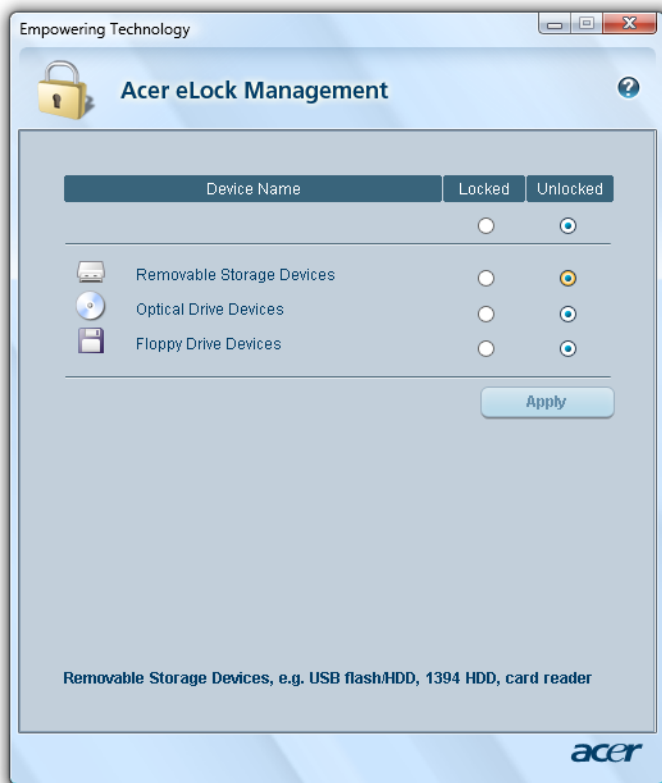 Empowering Technology
Acer eLock Management
?
Device Name Locked Unlocked
Removable Storage Devices
Optical Drive Devices
Floppy Drive Devices
Apply
Removable Storage Devices, e.g. USB flash/HDD, 1394 HDD, card reader
acer